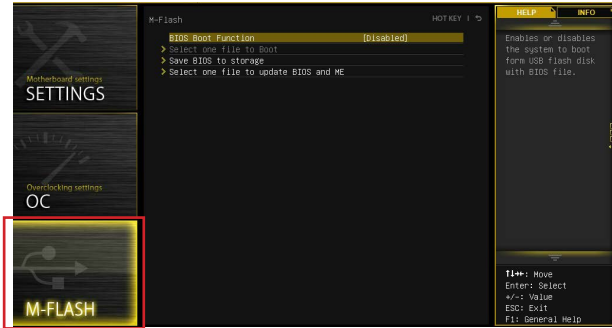 Motherboard settings
SETTINGS
Overclocking settings
OC
M-FLASH
M-Flash
HOT KEY
BIOS Boot Function [Disabled]
Select one file to Boot
Save BIOS to storage
Select one file to update BIOS and ME
HELP
INFO
Enables or disables
the system to boot
form USB flash disk
with BIOS file.
↑↓→←: Move
Enter: Select
+/-: Value
ESC: Exit
F1: General Help